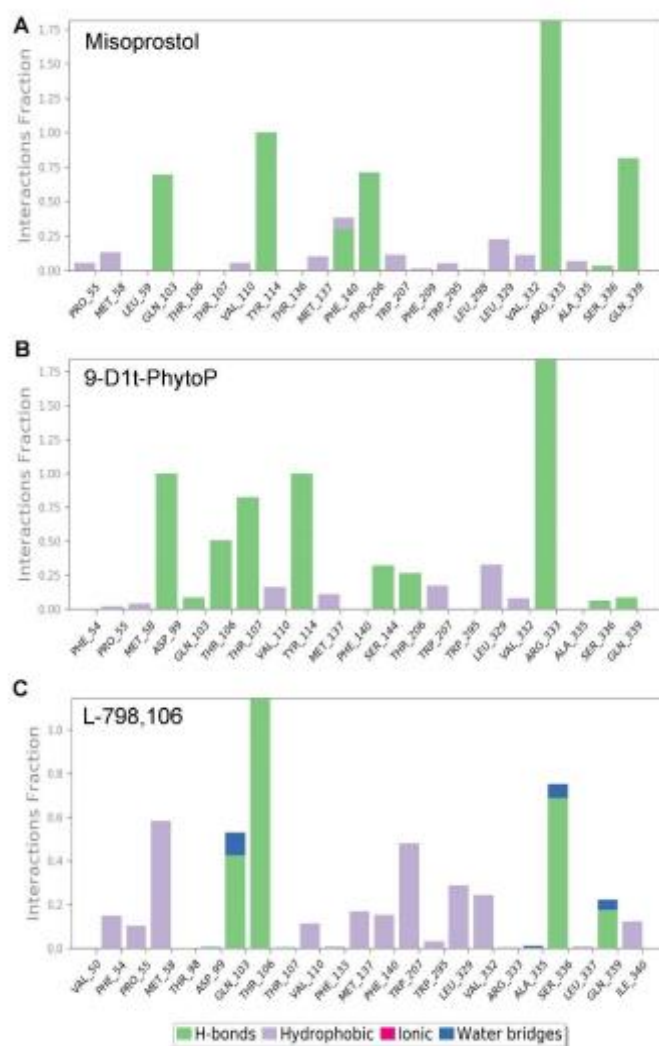 A
Misoprostol
Interactions Fraction
1.75
1.50
1.25
1.00
0.75
0.50
0.25
0.00
PRO_55 MET_58 LEU_59 GLN_103 THR_106 THR_107 VAL_110 TYR_114 THR_136 MET_137 PHE_140 THR_206 TRP_207 PHE_209 TRP_295 LEU_298 LEU_329 VAL_332 ARG_333 ALA_335 SER_336 GLN_339
B
9-D1t-PhytoP
Interactions Fraction
1.75
1.50
1.25
1.00
0.75
0.50
0.25
0.00
PHE_54 PRO_55 MET_58 ASP_99 GLN_103 THR_106 THR_107 VAL_110 TYR_114 MET_137 PHE_140 SER_144 THR_206 TRP_207 TRP_295 LEU_329 VAL_332 ARG_333 ALA_335 SER_336 GLN_339
C
L-798,106
Interactions Fraction
1.0
0.8
0.6
0.4
0.2
0.0
VAL_50 PHE_54 PRO_55 MET_58 THR_98 ASP_99 GLN_103 THR_106 THR_107 VAL_110 PHE_133 MET_137 PHE_140 TRP_207 TRP_295 LEU_329 VAL_332 ARG_333 ALA_335 SER_336 LEU_337 GLN_339 ILE_340
H-bonds Hydrophobic Ionic Water bridges